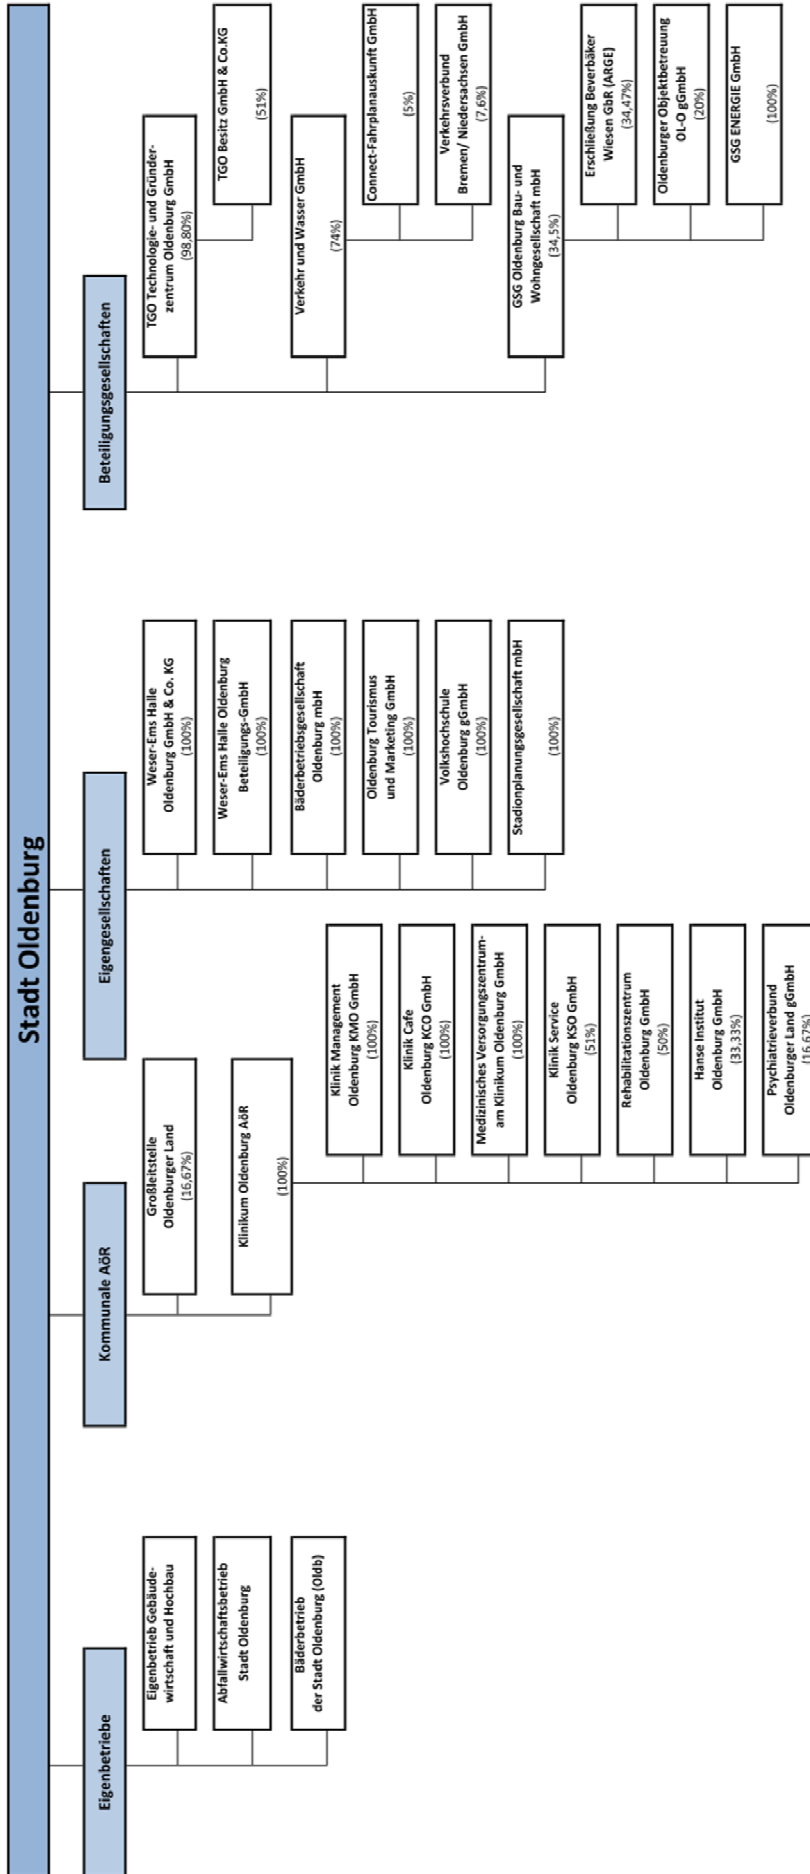 Stadt Oldenburg
Eigenbetriebe
Eigenbetrieb Gebäude-
wirtschaft und Hochbau
Abfallwirtschaftsbetrieb
Stadt Oldenburg
Bäderbetrieb
der Stadt Oldenburg (Oldb)
Kommunale AöR
Großleitstelle
Oldenburger Land
(16,67%)
Klinikum Oldenburg AöR
(100%)
Klinik Management
Oldenburg KMO GmbH
(100%)
Klinik Cafe
Oldenburg KCO GmbH
(100%)
Medizinisches Versorgungszentrum-
am Klinikum Oldenburg GmbH
(100%)
Klinik Service
Oldenburg KSO GmbH
(51%)
Rehabilitationszentrum
Oldenburg GmbH
(50%)
Hanse Institut
Oldenburg GmbH
(33,33%)
Psychiatrieverbund
Oldenburger Land gGmbH
(16,67%)
Eigengesellschaften
Weser-Ems Halle
Oldenburg GmbH & Co. KG
(100%)
Weser-Ems Halle Oldenburg
Beteiligungs-GmbH
(100%)
Bäderbetriebsgesellschaft
Oldenburg mbH
(100%)
Oldenburg Tourismus
und Marketing GmbH
(100%)
Volkshochschule
Oldenburg gGmbH
(100%)
Stadionplanungsgesellschaft mbH
(100%)
Beteiligungsgesellschaften
TGO Technologie- und Gründer-
zentrum Oldenburg GmbH
(98,80%)
TGO Besitz GmbH & Co.KG
(51%)
Verkehr und Wasser GmbH
(74%)
Connect-Fahrplanauskunft GmbH
(5%)
Verkehrsverbund
Bremen/ Niedersachsen GmbH
(7,6%)
GSG Oldenburg Bau- und
Wohngesellschaft mbH
(34,5%)
Erschließung Beverbäker
Wiesen GbR (ARGE)
(34,47%)
Oldenburger Objektbetreuung
OL-O gGmbH
(20%)
GSG ENERGIE GmbH
(100%)